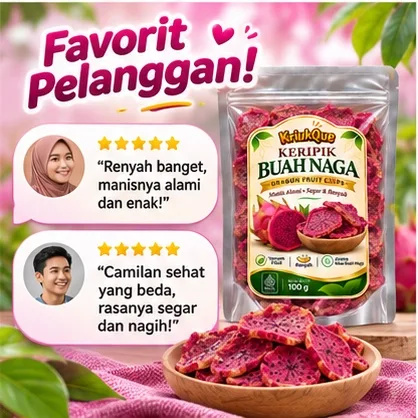 Favorit
Pelanggan!
“Renyah banget,
manisnya alami
dan enak!”
“Camilan sehat
yang beda,
rasanya segar
dan nagih!”
KriukQue
KERIPIK
BUAH NAGA
DRAGON FRUIT CHIPS
Manis Alami • Segar & Renyah
Renyah
100 g